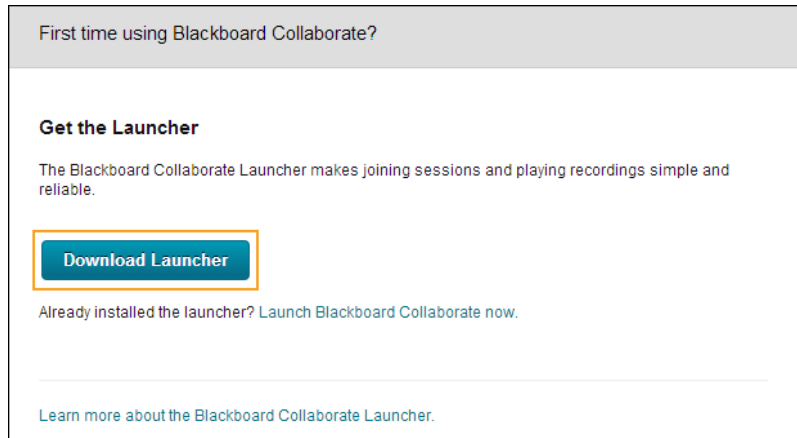 First time using Blackboard Collaborate?
Get the Launcher
The Blackboard Collaborate Launcher makes joining sessions and playing recordings simple and
reliable.
Download Launcher
Already installed the launcher? Launch Blackboard Collaborate now.
Learn more about the Blackboard Collaborate Launcher.